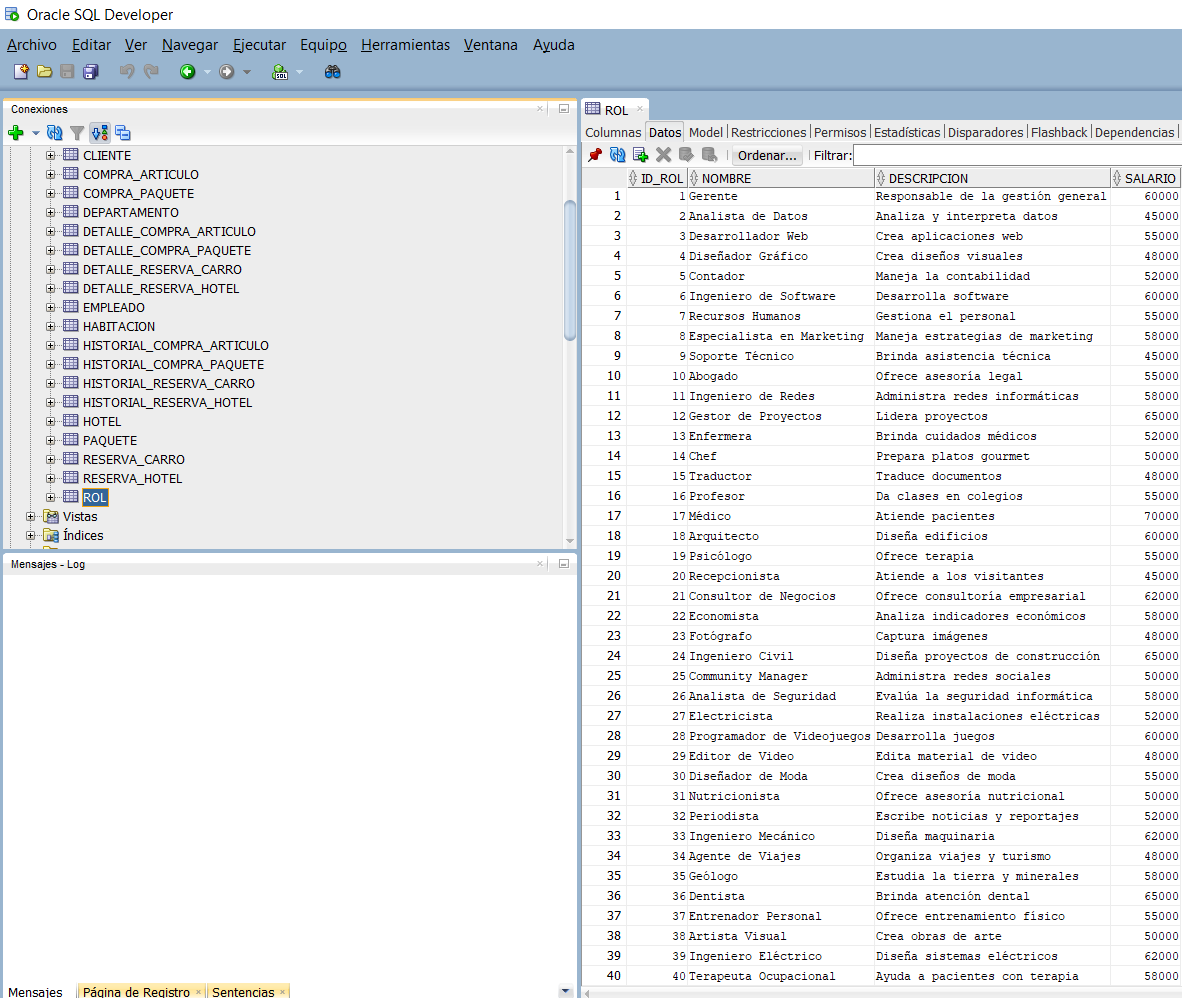 Oracle SQL Developer
Archivo Editar Ver Navegar Ejecutar Equipo Herramientas Ventana Ayuda
SQL
Conexiones
CLIENTE
COMPRA_ARTICULO
COMPRA_PAQUETE
DEPARTAMENTO
DETALLE_COMPRA_ARTICULO
DETALLE_COMPRA_PAQUETE
DETALLE_RESERVA_CARRO
DETALLE_RESERVA_HOTEL
EMPLEADO
HABITACION
HISTORIAL_COMPRA_ARTICULO
HISTORIAL_COMPRA_PAQUETE
HISTORIAL_RESERVA_CARRO
HISTORIAL_RESERVA_HOTEL
HOTEL
PAQUETE
RESERVA_CARRO
RESERVA_HOTEL
ROL
Vistas
Índices
Mensajes - Log
Mensajes Página de Registro Sentencias
ROL
Columnas Datos Model Restricciones Permisos Estadísticas Disparadores Flashback Dependencias
Ordenar... Filtrar:
ID_ROL NOMBRE DESCRIPCION SALARIO
1 1 Gerente Responsable de la gestión general 60000
2 2 Analista de Datos Analiza y interpreta datos 45000
3 3 Desarrollador Web Crea aplicaciones web 55000
4 4 Diseñador Gráfico Crea diseños visuales 48000
5 5 Contador Maneja la contabilidad 52000
6 6 Ingeniero de Software Desarrolla software 60000
7 7 Recursos Humanos Gestiona el personal 55000
8 8 Especialista en Marketing Maneja estrategias de marketing 58000
9 9 Soporte Técnico Brinda asistencia técnica 45000
10 10 Abogado Ofrece asesoría legal 55000
11 11 Ingeniero de Redes Administra redes informáticas 58000
12 12 Gestor de Proyectos Lidera proyectos 65000
13 13 Enfermera Brinda cuidados médicos 52000
14 14 Chef Prepara platos gourmet 50000
15 15 Traductor Traduce documentos 48000
16 16 Profesor Da clases en colegios 55000
17 17 Médico Atiende pacientes 70000
18 18 Arquitecto Diseña edificios 60000
19 19 Psicólogo Ofrece terapia 55000
20 20 Recepcionista Atiende a los visitantes 45000
21 21 Consultor de Negocios Ofrece consultoría empresarial 62000
22 22 Economista Analiza indicadores económicos 58000
23 23 Fotógrafo Captura imágenes 48000
24 24 Ingeniero Civil Diseña proyectos de construcción 65000
25 25 Community Manager Administra redes sociales 50000
26 26 Analista de Seguridad Evalúa la seguridad informática 58000
27 27 Electricista Realiza instalaciones eléctricas 52000
28 28 Programador de Videojuegos Desarrolla juegos 60000
29 29 Editor de Video Edita material de video 48000
30 30 Diseñador de Moda Crea diseños de moda 55000
31 31 Nutricionista Ofrece asesoría nutricional 50000
32 32 Periodista Escribe noticias y reportajes 52000
33 33 Ingeniero Mecánico Diseña maquinaria 62000
34 34 Agente de Viajes Organiza viajes y turismo 48000
35 35 Geólogo Estudia la tierra y minerales 58000
36 36 Dentista Brinda atención dental 65000
37 37 Entrenador Personal Ofrece entrenamiento físico 55000
38 38 Artista Visual Crea obras de arte 50000
39 39 Ingeniero Eléctrico Diseña sistemas eléctricos 62000
40 40 Terapeuta Ocupacional Ayuda a pacientes con terapia 58000